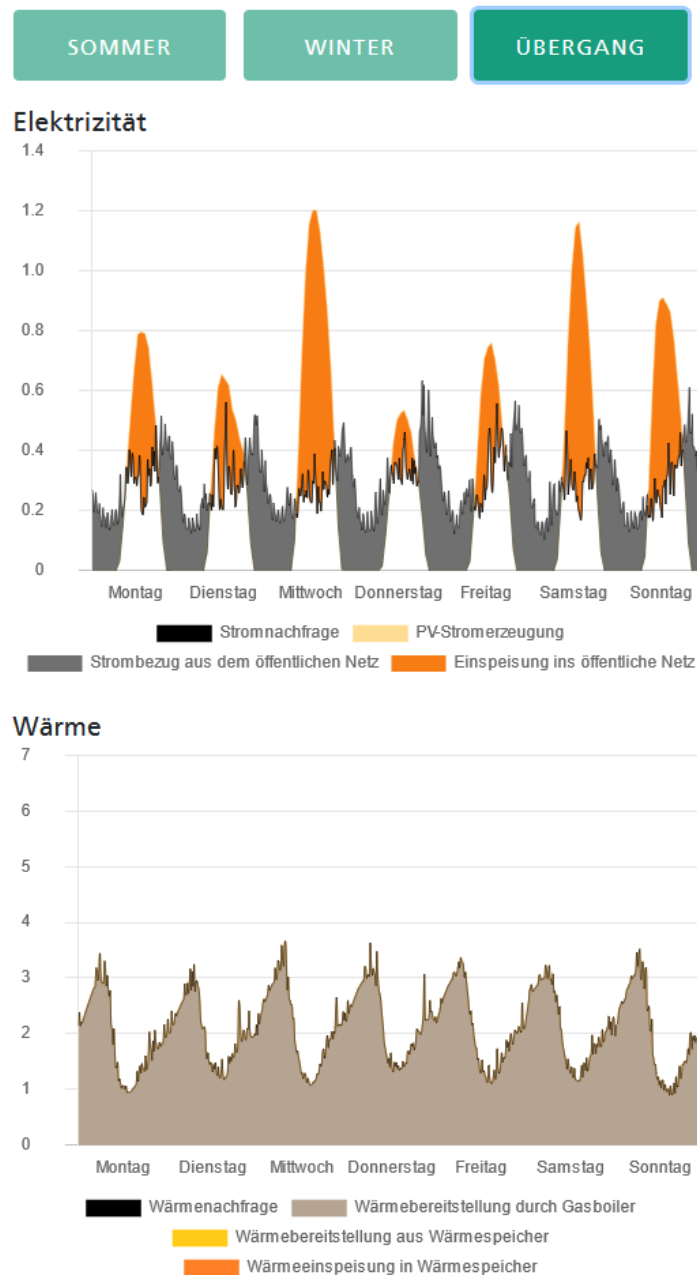 SOMMER WINTER ÜBERGANG
Elektrizität
1.4
1.2
1.0
0.8
0.6
0.4
0.2
0
Montag Dienstag Mittwoch Donnerstag Freitag Samstag Sonntag
Stromnachfrage PV-Stromerzeugung
Strombezug aus dem öffentlichen Netz Einspeisung ins öffentliche Netz
Wärme
7
6
5
4
3
2
1
0
Montag Dienstag Mittwoch Donnerstag Freitag Samstag Sonntag
Wärmenachfrage Wärmebereitstellung durch Gasboiler
Wärmebereitstellung aus Wärmespeicher
Wärmeeinspeisung in Wärmespeicher